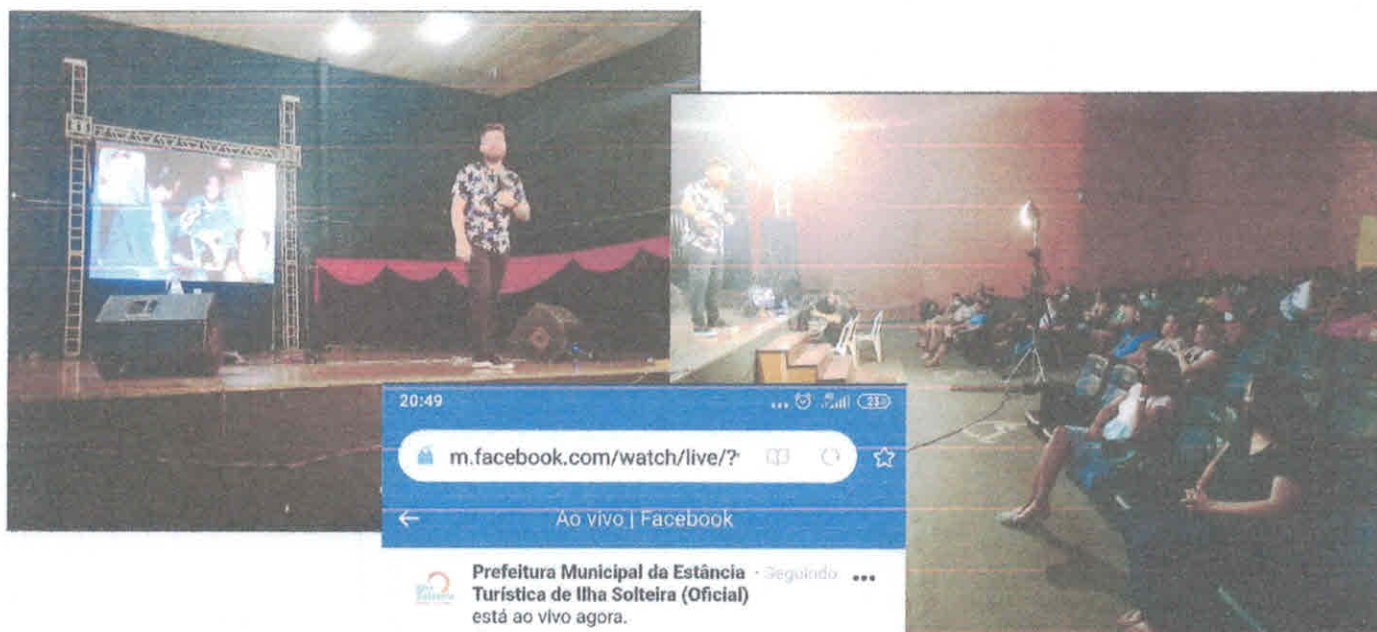 20:49
23
m.facebook.com/watch/live/?
Ao vivo | Facebook
Prefeitura Municipal da Estância · Seguindo
Turística de Ilha Solteira (Oficial)
está ao vivo agora.